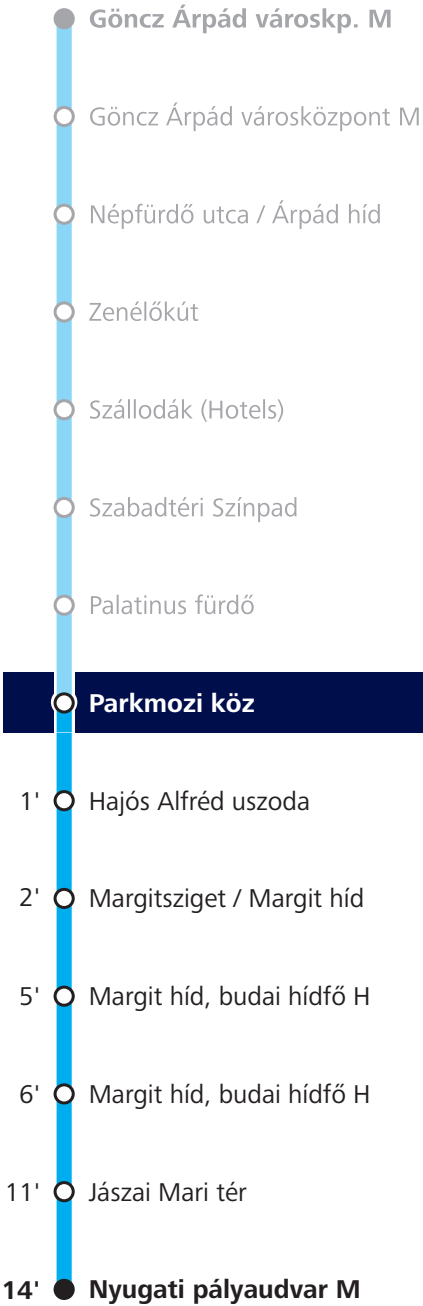 Göncz Árpád városkp. M
Göncz Árpád városközpont M
Népfürdő utca / Árpád híd
Zenélőkút
Szállodák (Hotels)
Szabadtéri Színpad
Palatinus fürdő
Parkmozi köz
1' Hajós Alfréd uszoda
2' Margitsziget / Margit híd
5' Margit híd, budai hídfő H
6' Margit híd, budai hídfő H
11' Jászai Mari tér
14' Nyugati pályaudvar M